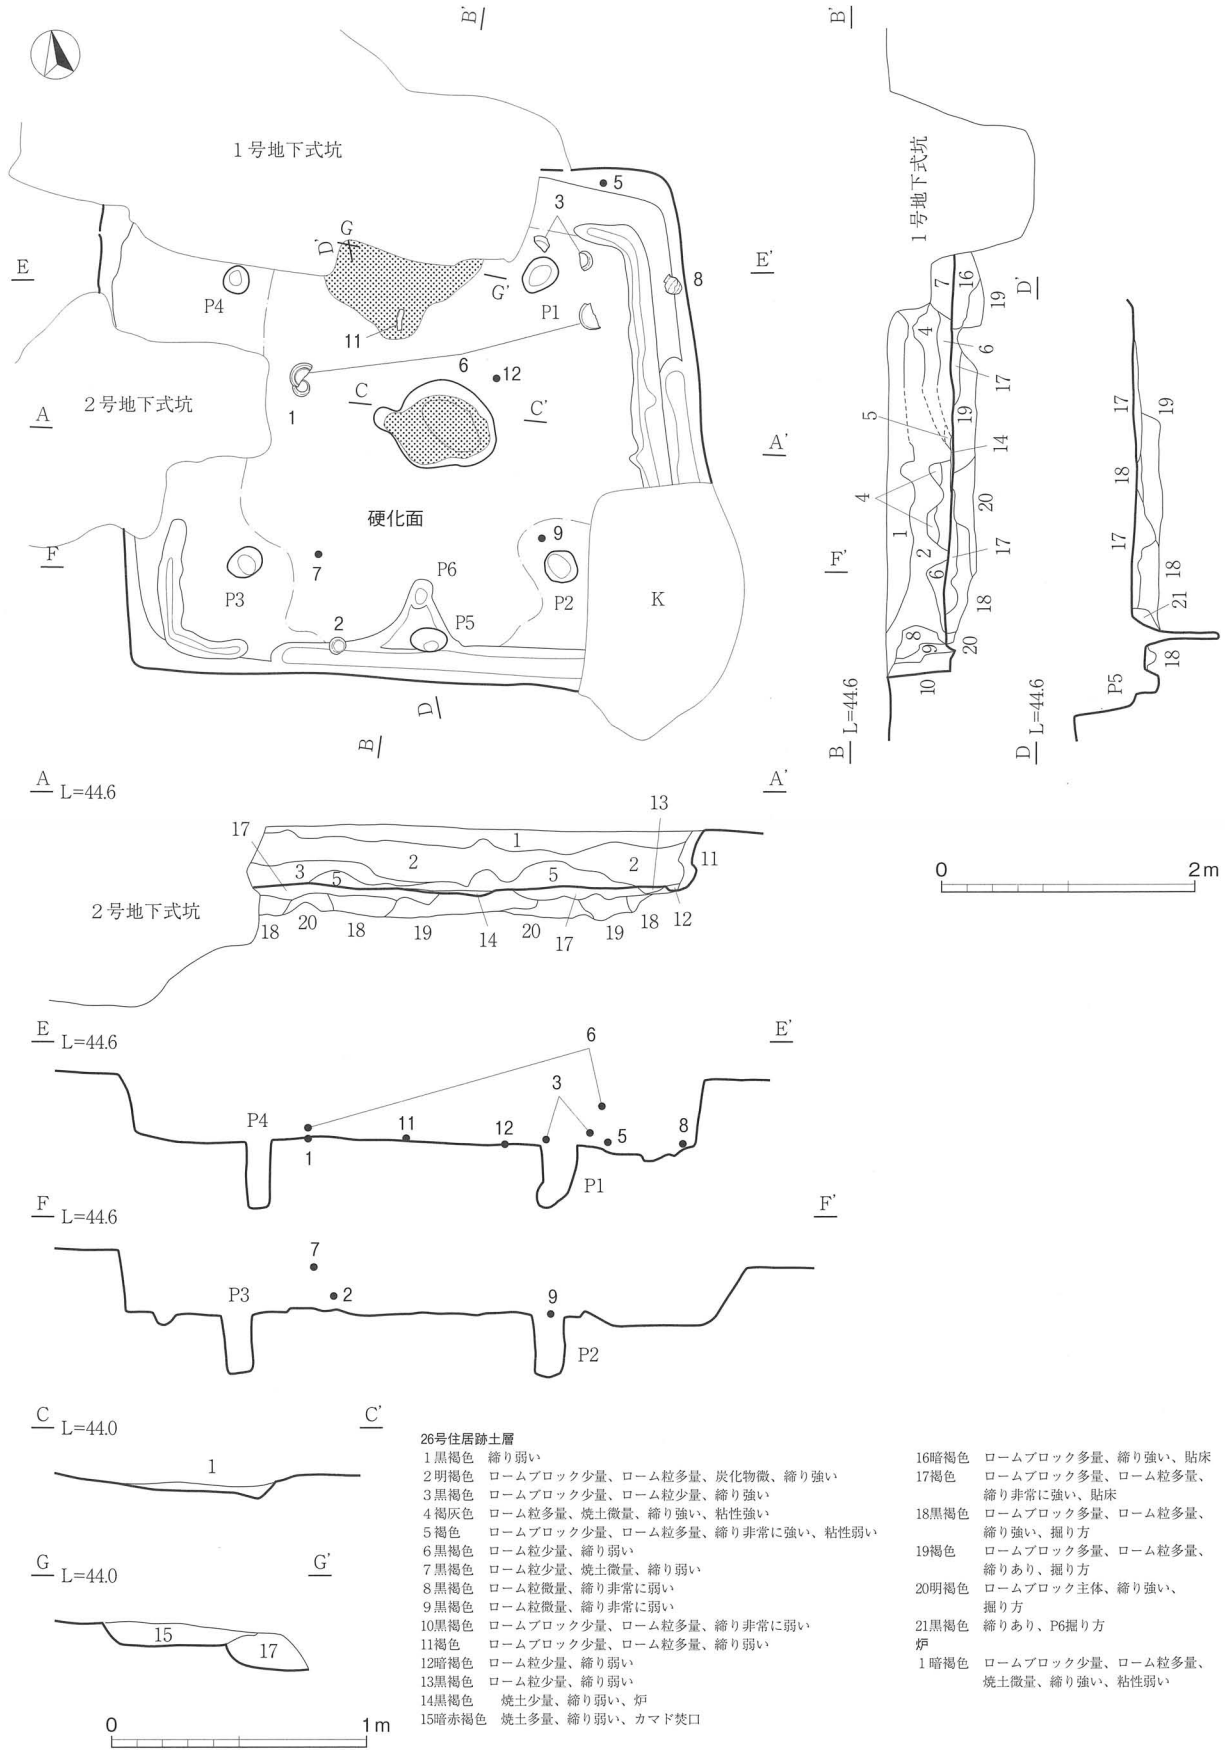 B'
B'
1号地下式坑
1号地下式坑
5
3
G
D'
E
E'
G'
8
P4
P1
7
16
19
D'
11
4
6
6
12
17
C
C'
2号地下式坑
1
A
A'
5
19
14
17
19
硬化面
4
20
18
F
9
F'
1
2
17
17
7
P3
P6
P2
K
6
18
18
21
2
P5
8
9
20
18
10
P5
D
B
B L=44.6
D L=44.6
A L=44.6
A'
13
17
1
11
2
2
3
5
5
0 2m
2号地下式坑
12
18 20 18 19 14 20 17 19 18
E L=44.6
E'
6
3
P4
11
12
5
8
1
P1
F L=44.6
F'
7
P3
2
9
P2
C L=44.0
C'
1
G L=44.0
G'
15
17
0 1m
26号住居跡土層
1黒褐色 締り弱い
2明褐色 ロームブロック少量、ローム粒多量、炭化物微、締り強い
3黒褐色 ロームブロック少量、ローム粒少量、締り強い
4褐灰色 ローム粒多量、焼土微量、締り強い、粘性強い
5褐色 ロームブロック少量、ローム粒多量、締り非常に強い、粘性弱い
6黒褐色 ローム粒少量、締り弱い
7黒褐色 ローム粒少量、焼土微量、締り弱い
8黒褐色 ローム粒微量、締り非常に弱い
9黒褐色 ローム粒微量、締り非常に弱い
10黒褐色 ロームブロック少量、ローム粒多量、締り非常に弱い
11褐色 ロームブロック少量、ローム粒多量、締り弱い
12暗褐色 ローム粒少量、締り弱い
13黒褐色 ローム粒少量、締り弱い
14黒褐色 焼土少量、締り弱い、炉
15暗赤褐色 焼土多量、締り弱い、カマド焚口
16暗褐色 ロームブロック多量、締り強い、貼床
17褐色 ロームブロック多量、ローム粒多量、
締り非常に強い、貼床
18黒褐色 ロームブロック多量、ローム粒多量、
締り強い、掘り方
19褐色 ロームブロック多量、ローム粒多量、
締りあり、掘り方
20明褐色 ロームブロック主体、締り強い、
掘り方
21黒褐色 締りあり、P6掘り方
炉
1暗褐色 ロームブロック少量、ローム粒多量、
焼土微量、締り強い、粘性弱い